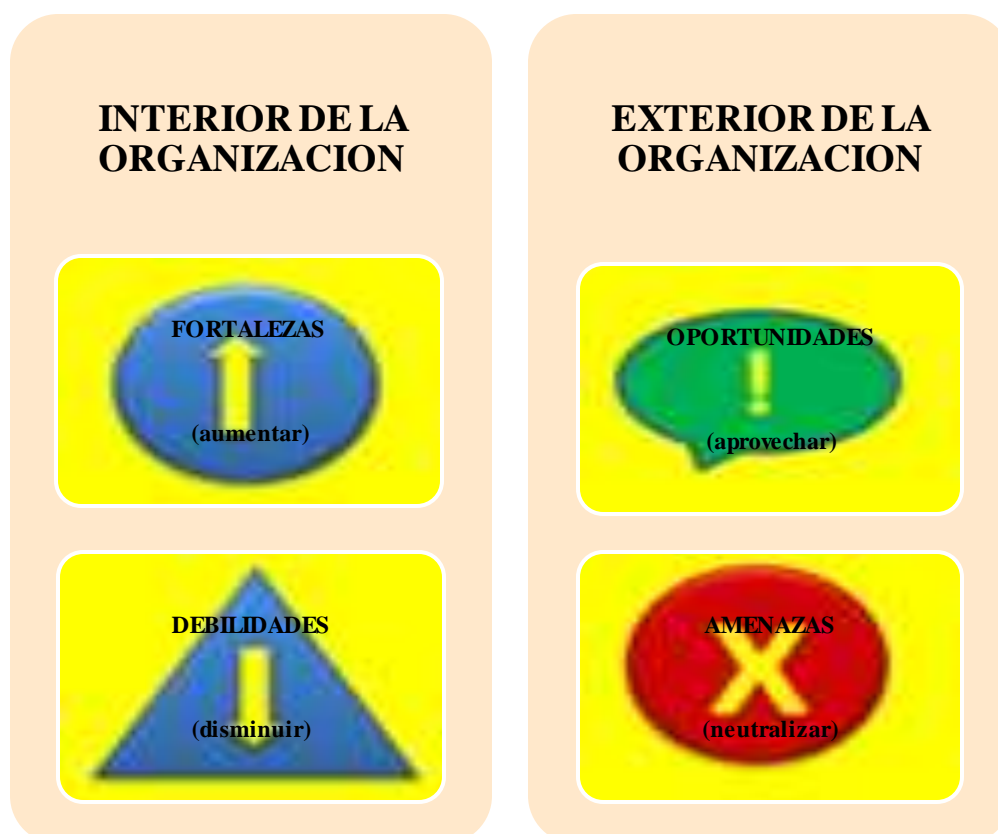 INTERIOR DE LA
ORGANIZACION
FORTALEZAS
(aumentar)
DEBILIDADES
(disminuir)
EXTERIOR DE LA
ORGANIZACION
OPORTUNIDADES
!
(aprovechar)
AMENAZAS
X
(neutralizar)